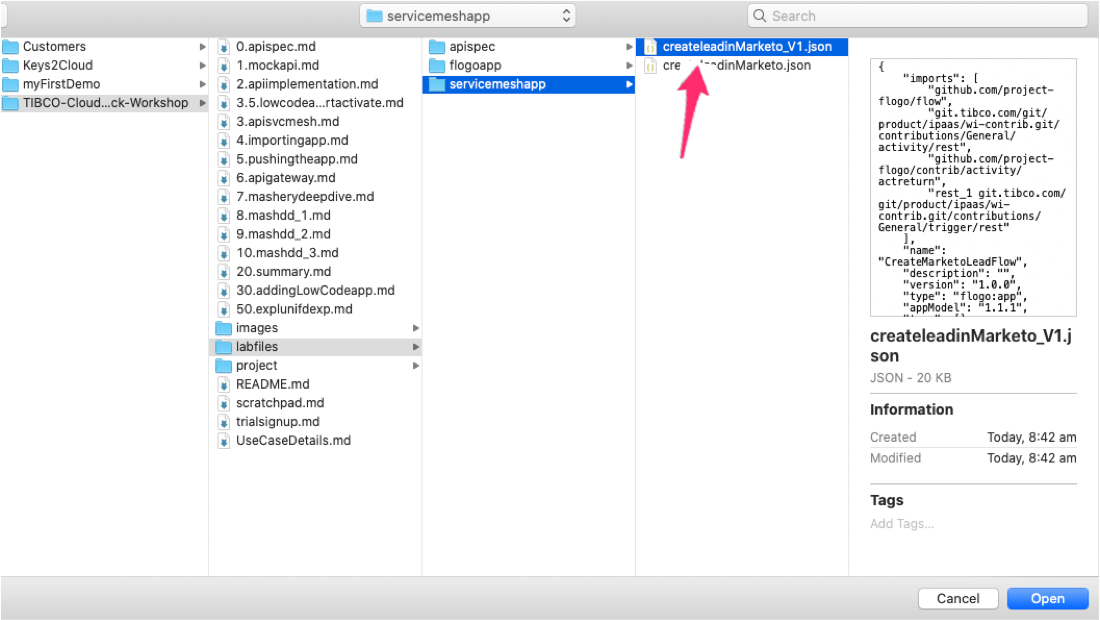 servicemeshapp
Search
Customers
Keys2Cloud
myFirstDemo
TIBCO-Cloud...ck-Workshop
0.apispec.md
1.mockapi.md
2.apiimplementation.md
3.5.lowcodea...rtactivate.md
3.apisvcmesh.md
4.importingapp.md
5.pushingtheapp.md
6.apigateway.md
7.masherydeepdive.md
8.mashdd_1.md
9.mashdd_2.md
10.mashdd_3.md
20.summary.md
30.addingLowCodeapp.md
50.explunifdexp.md
images
labfiles
project
README.md
scratchpad.md
trialsignup.md
UseCaseDetails.md
apispec
flogoapp
servicemeshapp
createleadinMarketo_V1.json
createleadinMarketo.json
{
"imports": [
"github.com/project-
flogo/flow",
"git.tibco.com/git/
product/ipaas/wi-contrib.git/
contributions/General/
activity/rest",
"github.com/project-
flogo/contrib/activity/
actreturn",
"rest_1 git.tibco.com/
git/product/ipaas/wi-
contrib.git/contributions/
General/trigger/rest"
],
"name":
"CreateMarketoLeadFlow",
"description": "",
"version": "1.0.0",
"type": "flogo:app",
"appModel": "1.1.1",
createleadinMarketo_V1.j
son
JSON - 20 KB
Information
Created Today, 8:42 am
Modified Today, 8:42 am
Tags
Add Tags...
Cancel
Open